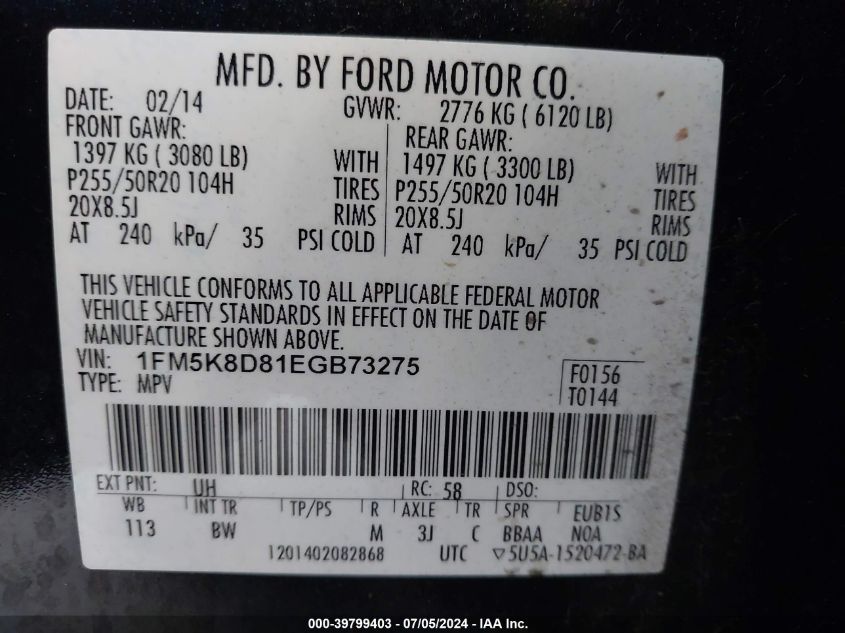 MFD. BY FORD MOTOR CO.
DATE: 02/14 GVWR: 2776 KG ( 6120 LB)
FRONT GAWR: REAR GAWR:
1397 KG ( 3080 LB) WITH 1497 KG ( 3300 LB) WITH
P255/50R20 104H TIRES P255/50R20 104H TIRES
20X8.5J RIMS 20X8.5J RIMS
AT 240 kPa/ 35 PSI COLD AT 240 kPa/ 35 PSI COLD
THIS VEHICLE CONFORMS TO ALL APPLICABLE FEDERAL MOTOR
VEHICLE SAFETY STANDARDS IN EFFECT ON THE DATE OF
MANUFACTURE SHOWN ABOVE.
VIN: 1FM5K8D81EGB73275
TYPE: MPV
F0156
T0144
EXT PNT: UH RC: 58 DSO:
WB INT TR TP/PS R AXLE TR SPR EUB1S
113 BW M 3J C BBAA NOA
1201402082868 UTC ▽5U5A-1520472-BA
000-39799403 - 07/05/2024 - IAA Inc.